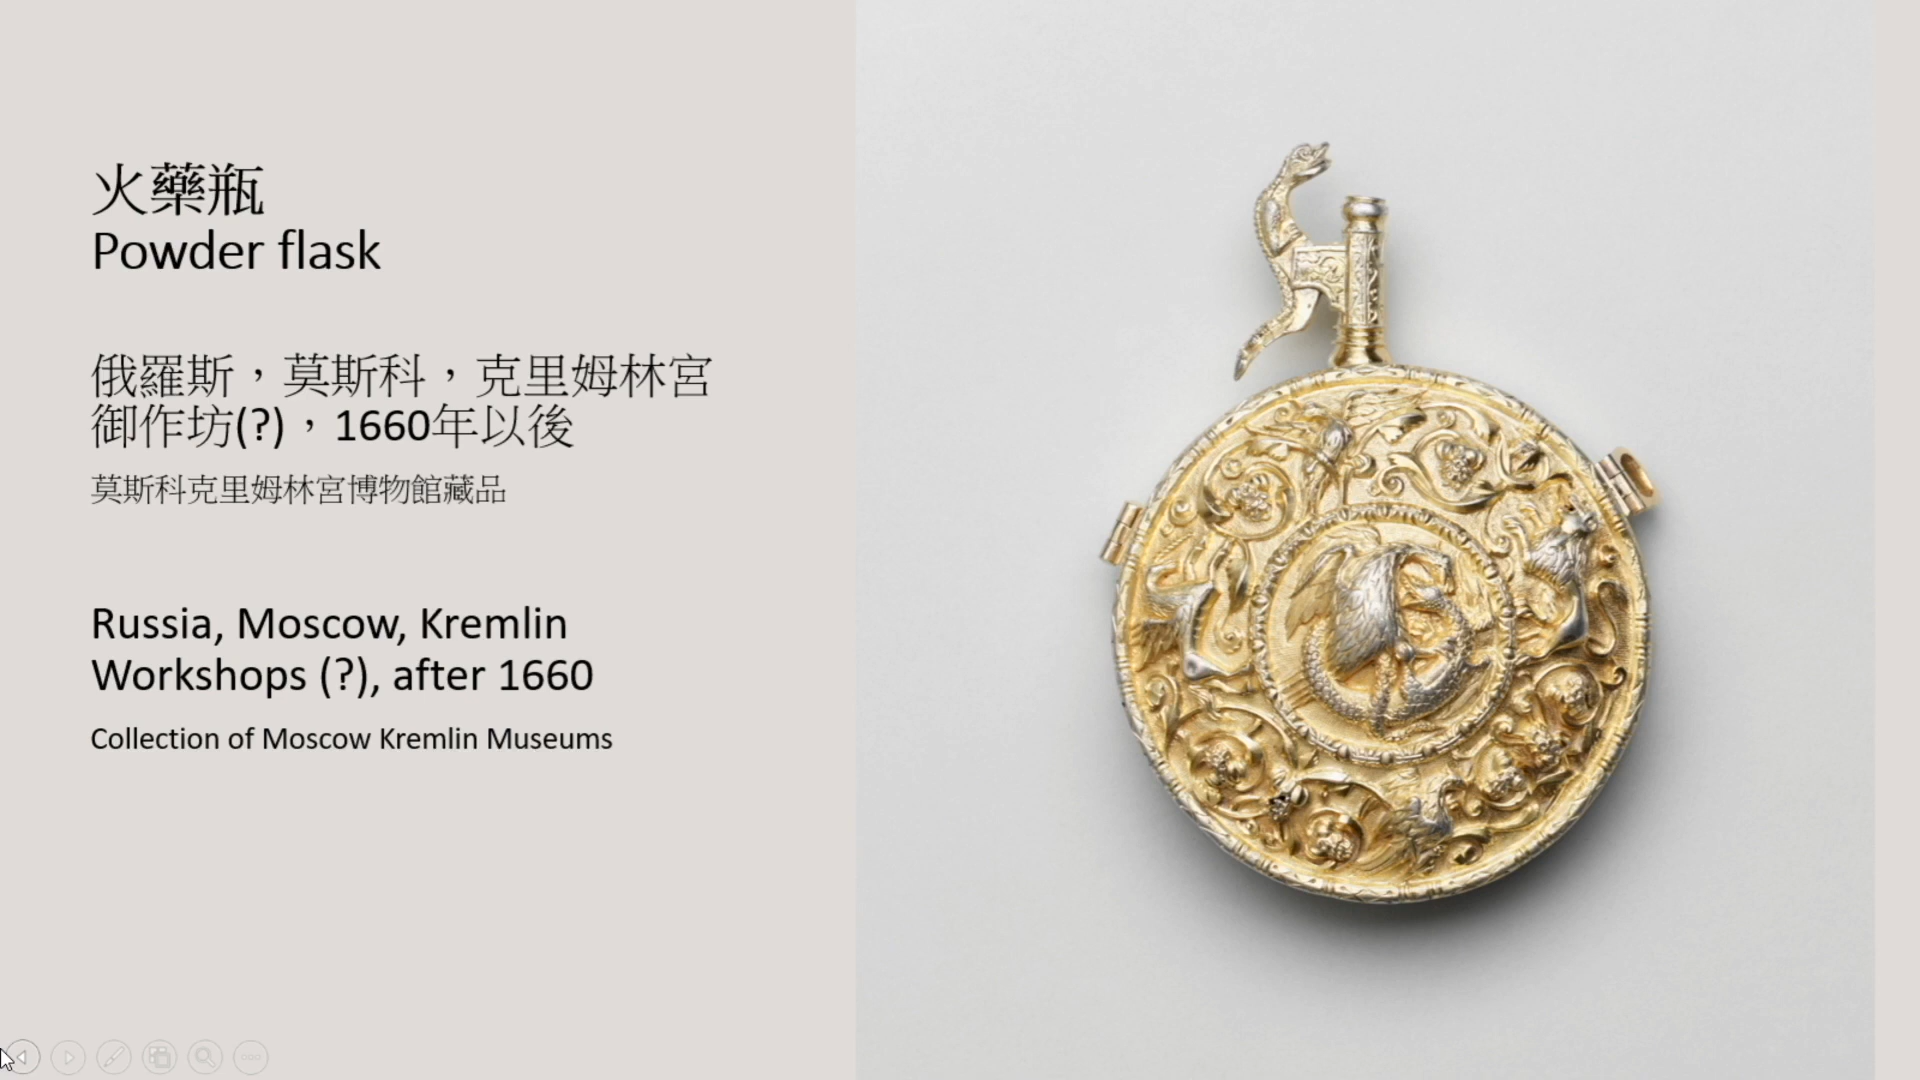 火藥瓶
Powder flask
俄羅斯，莫斯科，克里姆林宮
御作坊(?)，1660年以後
莫斯科克里姆林宮博物館藏品
Russia, Moscow, Kremlin
Workshops (?), after 1660
Collection of Moscow Kremlin Museums